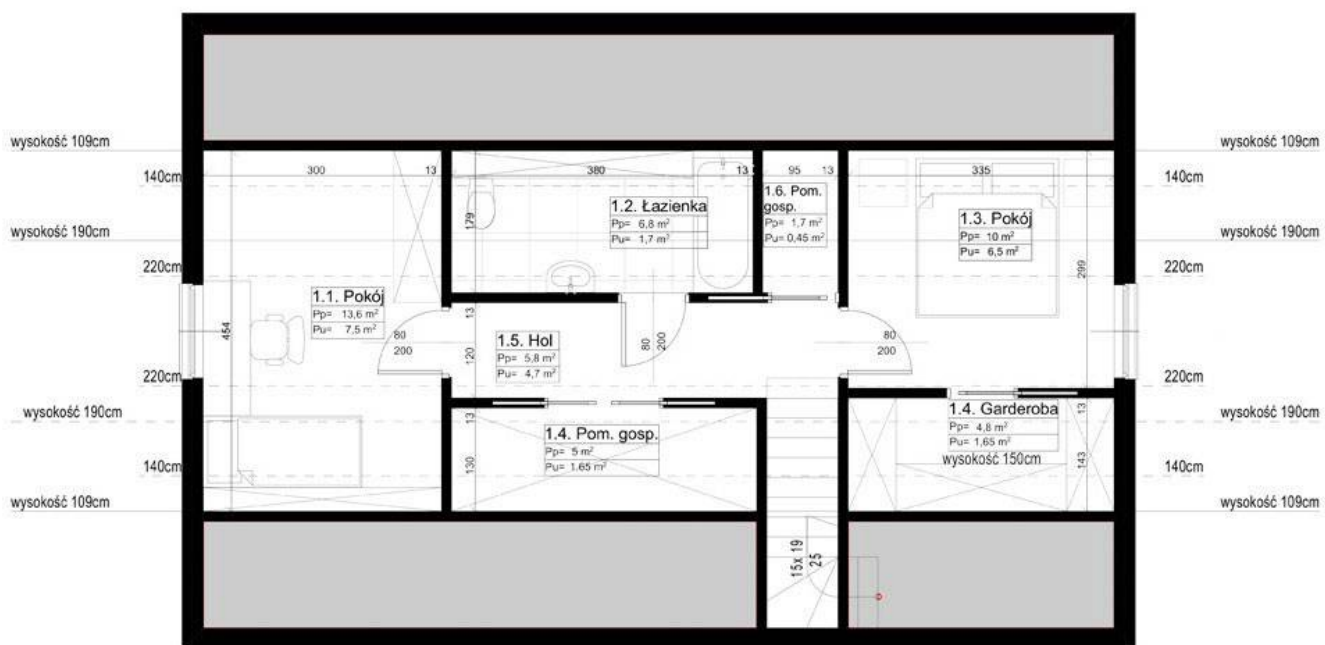 wysokość 109cm
wysokość 109cm
300
13
380
13
95
13
335
140cm
140cm
1.6. Pom.
gosp.
Pp= 1,7 m²
Pu= 0,45 m²
1.2. Łazienka
Pp= 6,8 m²
Pu= 1,7 m²
179
1.3. Pokój
Pp= 10 m²
Pu= 6,5 m²
wysokość 190cm
wysokość 190cm
220cm
220cm
299
1.1. Pokój
Pp= 13,6 m²
Pu= 7,5 m²
454
80
200
13
120
1.5. Hol
Pp= 5,8 m²
Pu= 4,7 m²
80
200
80
200
220cm
220cm
wysokość 190cm
wysokość 190cm
13
130
1.4. Pom. gosp.
Pp= 5 m²
Pu= 1.65 m²
1.4. Garderoba
Pp= 4,8 m²
Pu= 1,65 m²
wysokość 150cm
13
143
140cm
140cm
wysokość 109cm
wysokość 109cm
15x 19
25